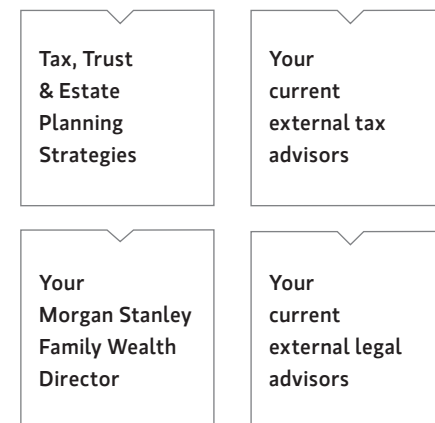 Tax, Trust
& Estate
Planning
Strategies
Your
current
external tax
advisors
Your
Morgan Stanley
Family Wealth
Director
Your
current
external legal
advisors